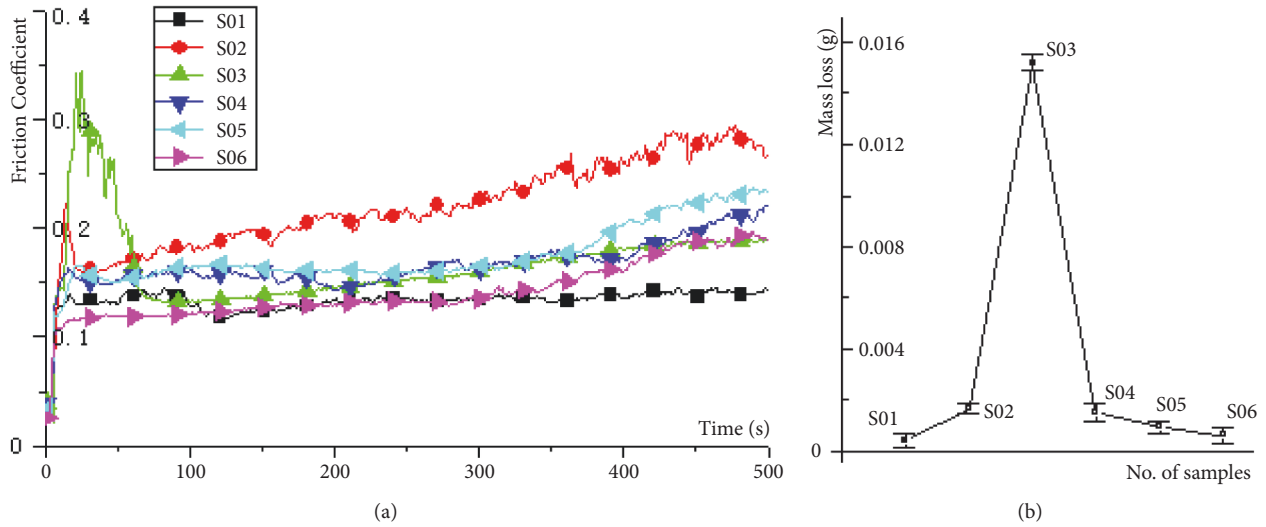 Friction Coefficient
0.4
0.3
0.2
0.1
0
S01
S02
S03
S04
S05
S06
Time (s)
0 100 200 300 400 500
(a)
Mass loss (g)
0.016
0.012
0.008
0.004
0
S01
S02
S03
S04
S05
S06
No. of samples
(b)